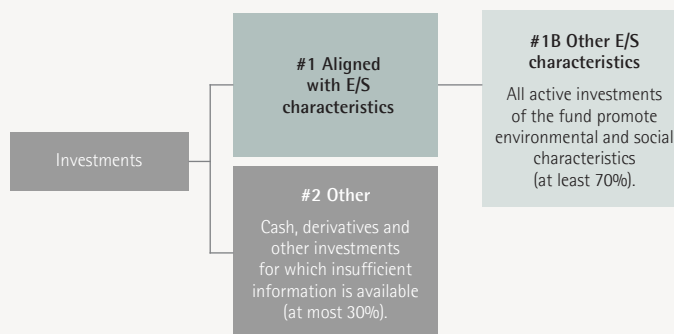 Investments
#1 Aligned
with E/S
characteristics
#1B Other E/S
characteristics
All active investments
of the fund promote
environmental and social
characteristics
(at least 70%).
#2 Other
Cash, derivatives and
other investments
for which insufficient
information is available
(at most 30%).